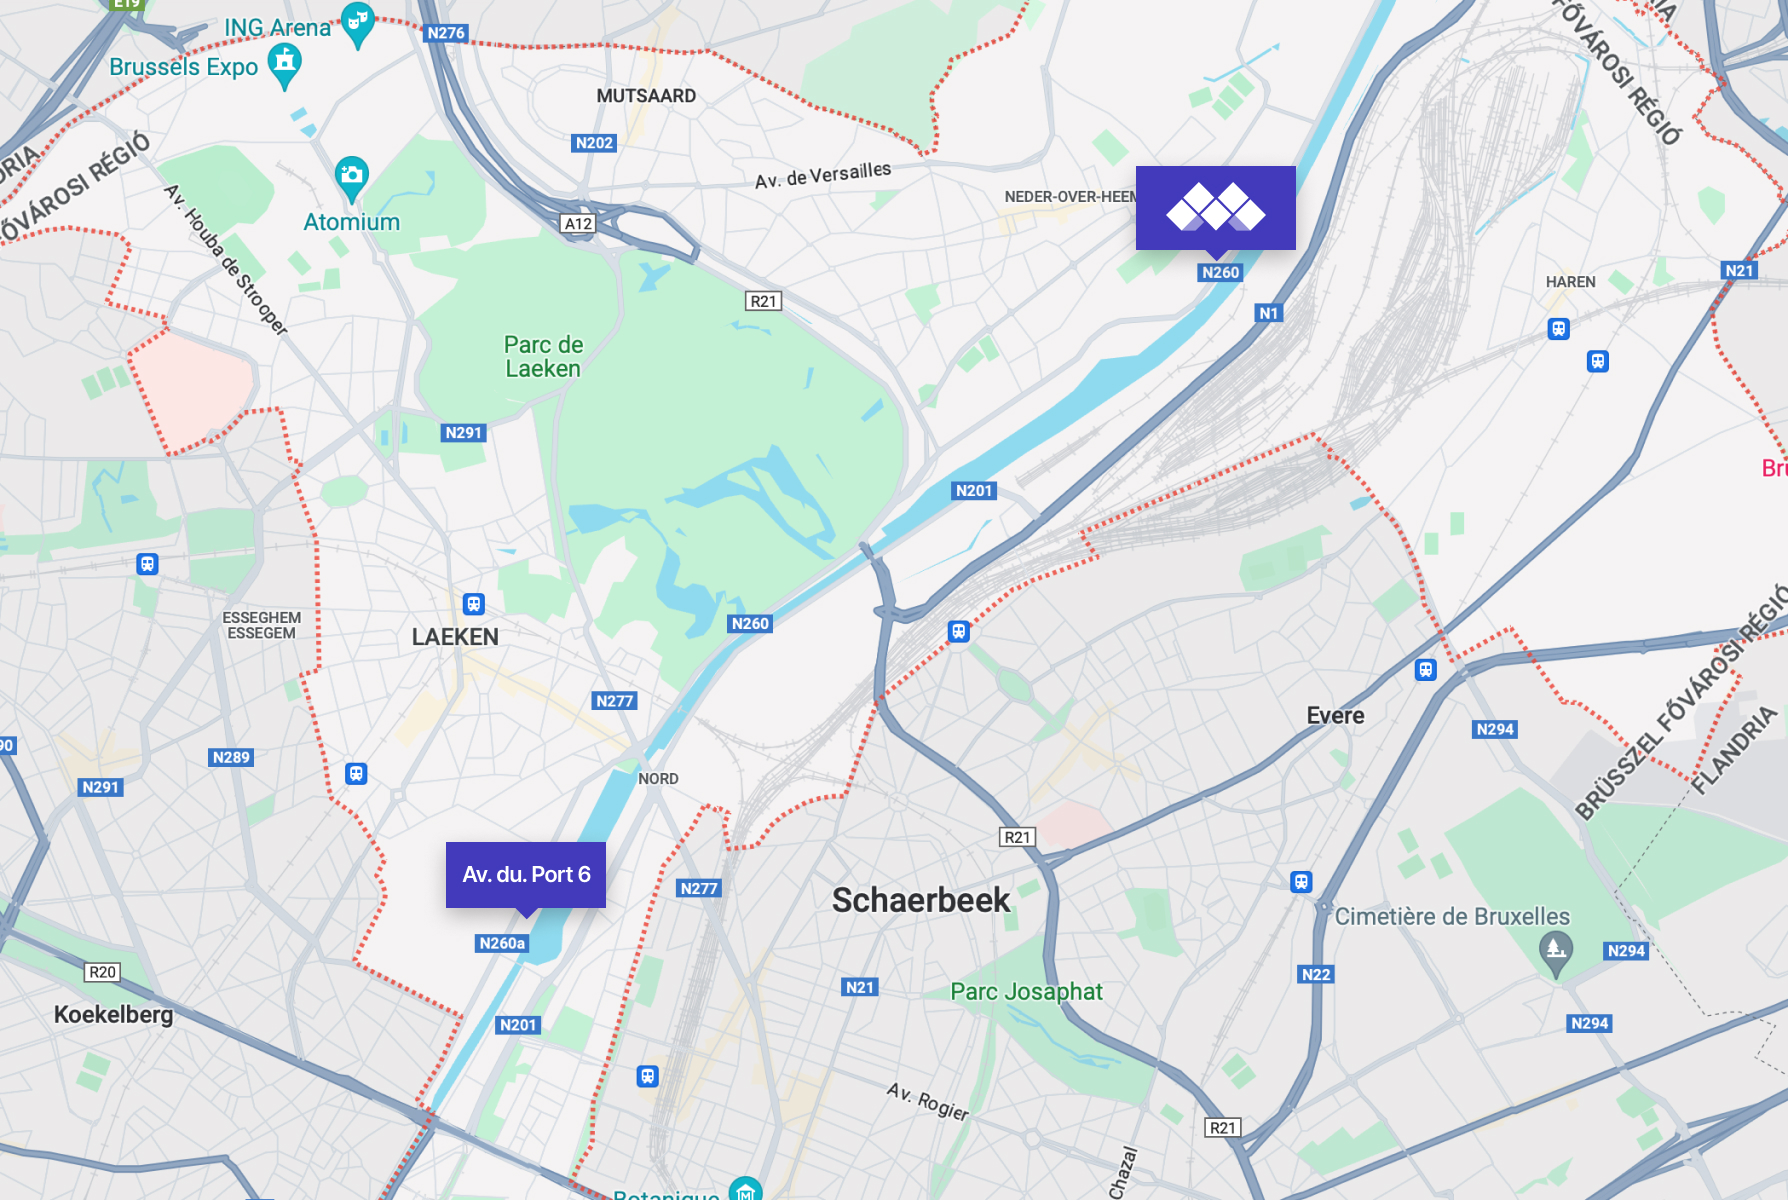 E19
ING Arena
N276
Brussels Expo
MUTSAARD
N202
FŐVÁROSI RÉGIÓ
FŐVÁROSI RÉGIÓ
Av. de Versailles
Av. Houba de Strooper
Atomium
A12
NEDER-OVER-HEEM
N260
N21
HAREN
R21
N1
Parc de
Laeken
N291
N201
ESSEGHEM
ESSEGEM
LAEKEN
N260
N277
Evere
N294
BRÜSSZEL FŐVÁROSI RÉGIÓ
FLANDRIA
N289
N291
90
NORD
R21
Av. du. Port 6
N277
Schaerbeek
Cimetière de Bruxelles
N260a
N294
R20
N22
N21
Parc Josaphat
Koekelberg
N201
N294
Av. Rogier
R21
Chazal
Botanique